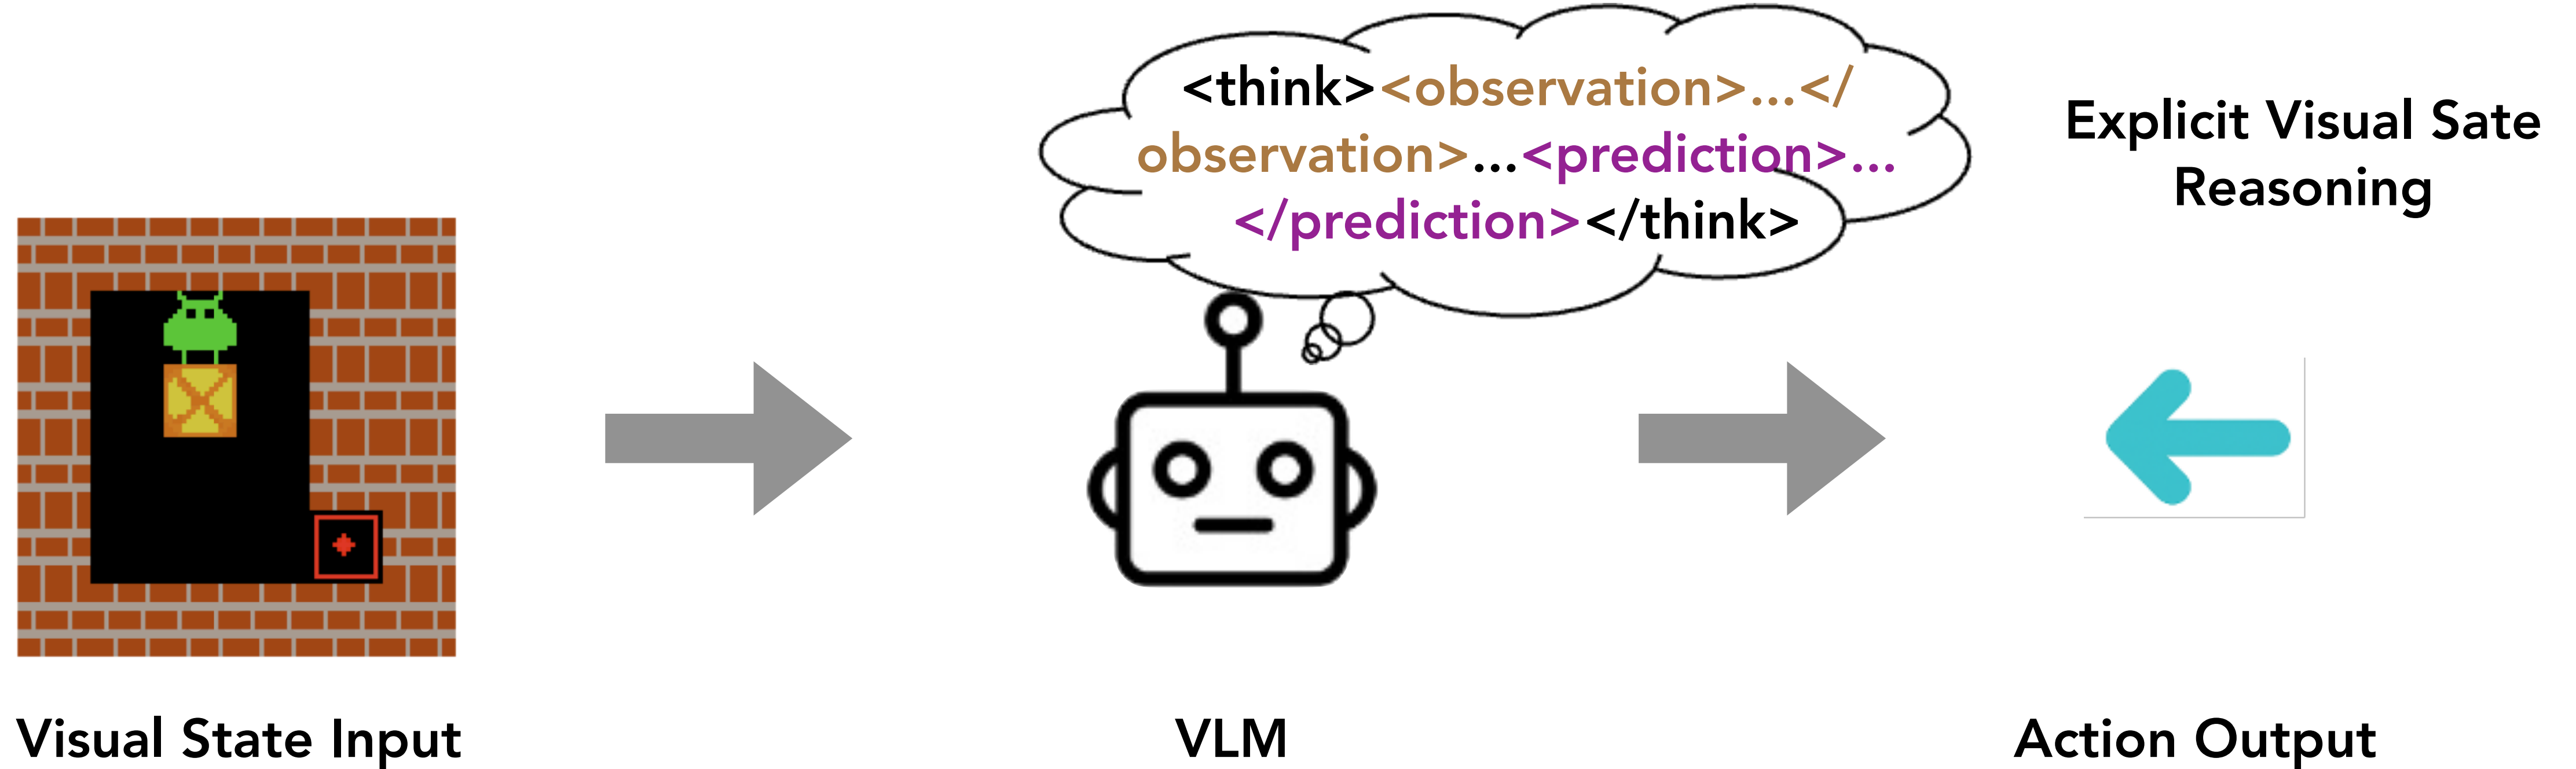 <think><observation>...</
observation>...<prediction>...
</prediction></think>
Explicit Visual Sate
Reasoning
Visual State Input
VLM
Action Output